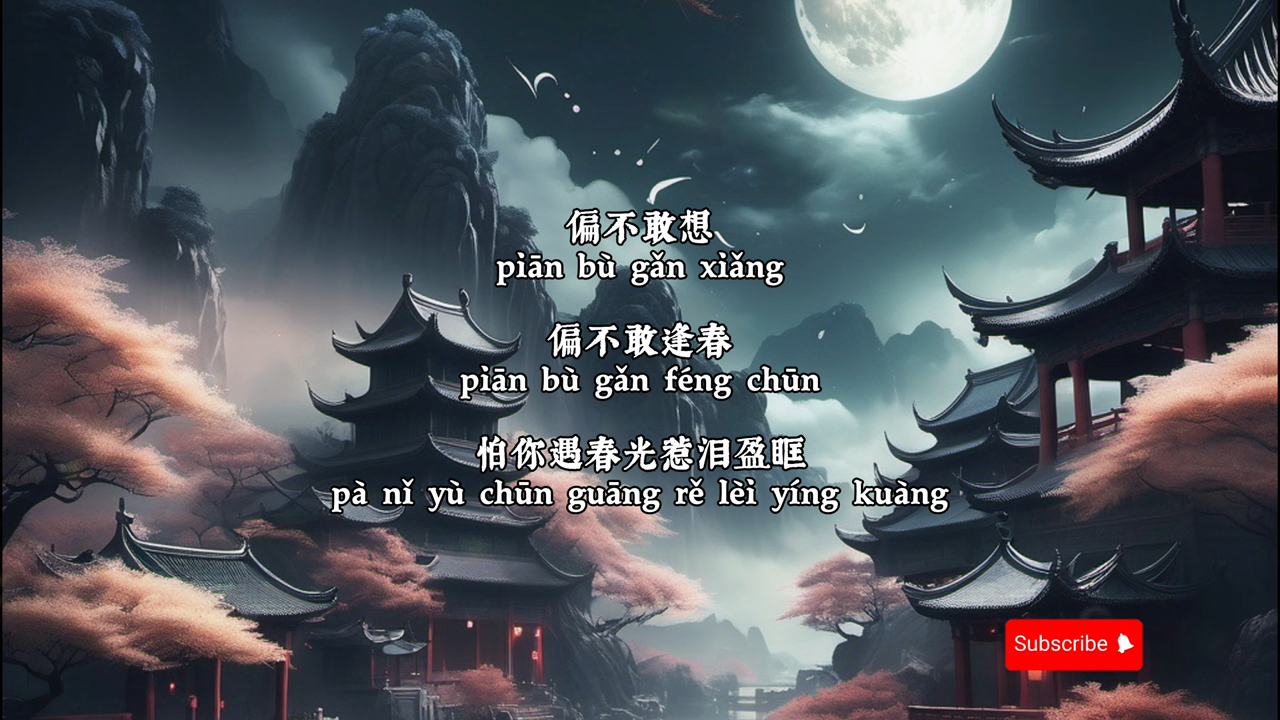 偏不敢想
piān bù gǎn xiǎng
偏不敢逢春
piān bù gǎn féng chūn
怕你遇春光惹泪盈眶
pà nǐ yù chūn guāng rě lèi yíng kuàng
Subscribe